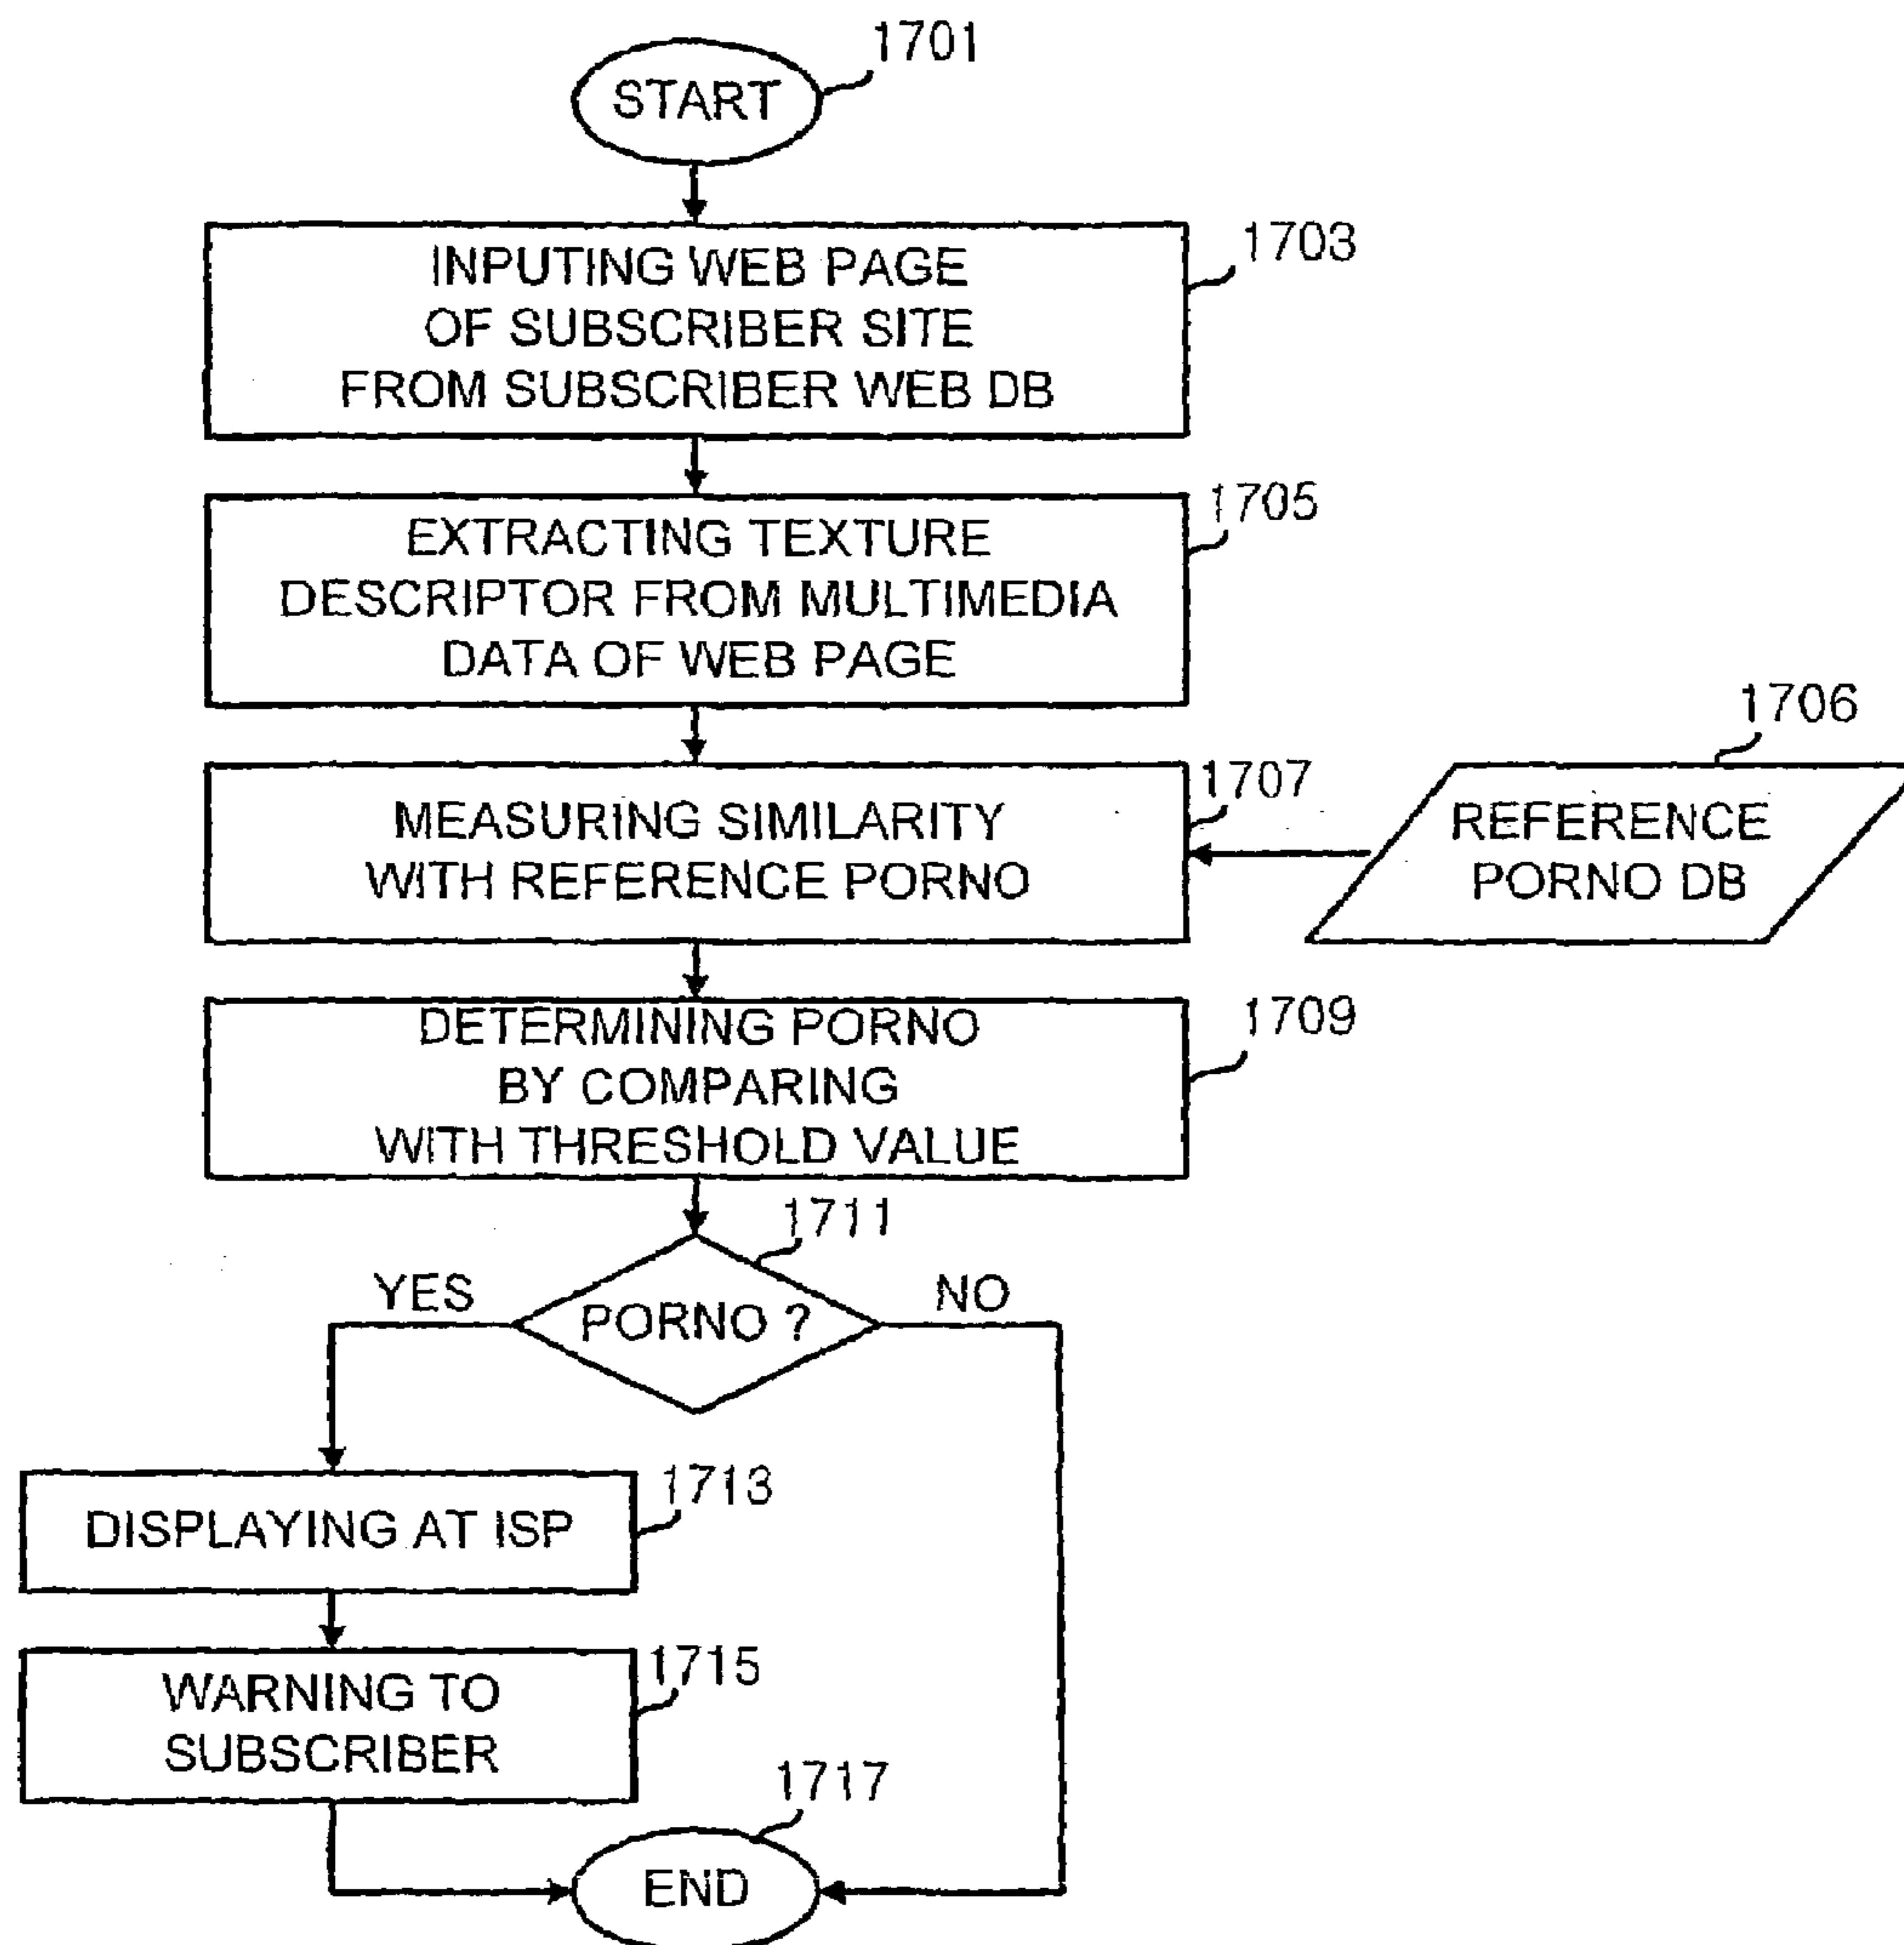 1701
START
1703
INPUTING WEB PAGE
OF SUBSCRIBER SITE
FROM SUBSCRIBER WEB DB
1705
EXTRACTING TEXTURE
DESCRIPTOR FROM MULTIMEDIA
DATA OF WEB PAGE
1706
1707
MEASURING SIMILARITY
WITH REFERENCE PORNO
REFERENCE
PORNO DB
1709
DETERMINING PORNO
BY COMPARING
WITH THRESHOLD VALUE
1711
YES
PORNO ?
NO
1713
DISPLAYING AT ISP
1715
WARNING TO
SUBSCRIBER
1717
END